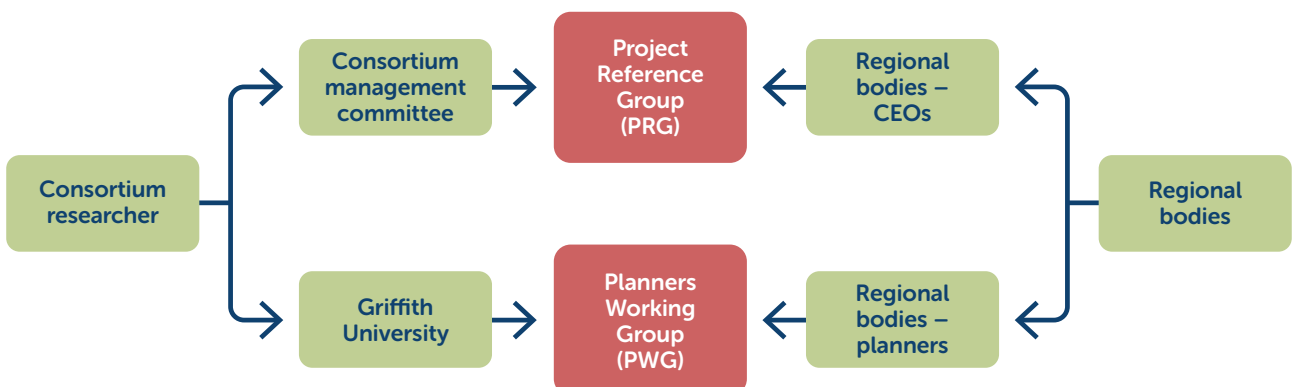 Consortium
researcher
Consortium
management
committee
Griffith
University
Project
Reference
Group
(PRG)
Planners
Working
Group
(PWG)
Regional
bodies –
CEOs
Regional
bodies –
planners
Regional
bodies